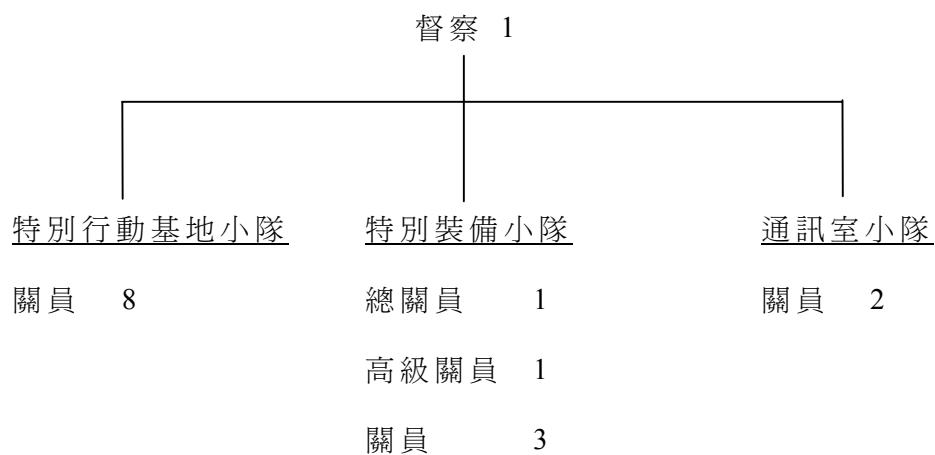 督察 1
特別行動基地小隊 特別裝備小隊 通訊室小隊
關員 8 總關員 1 關員 2
高級關員 1
關員 3